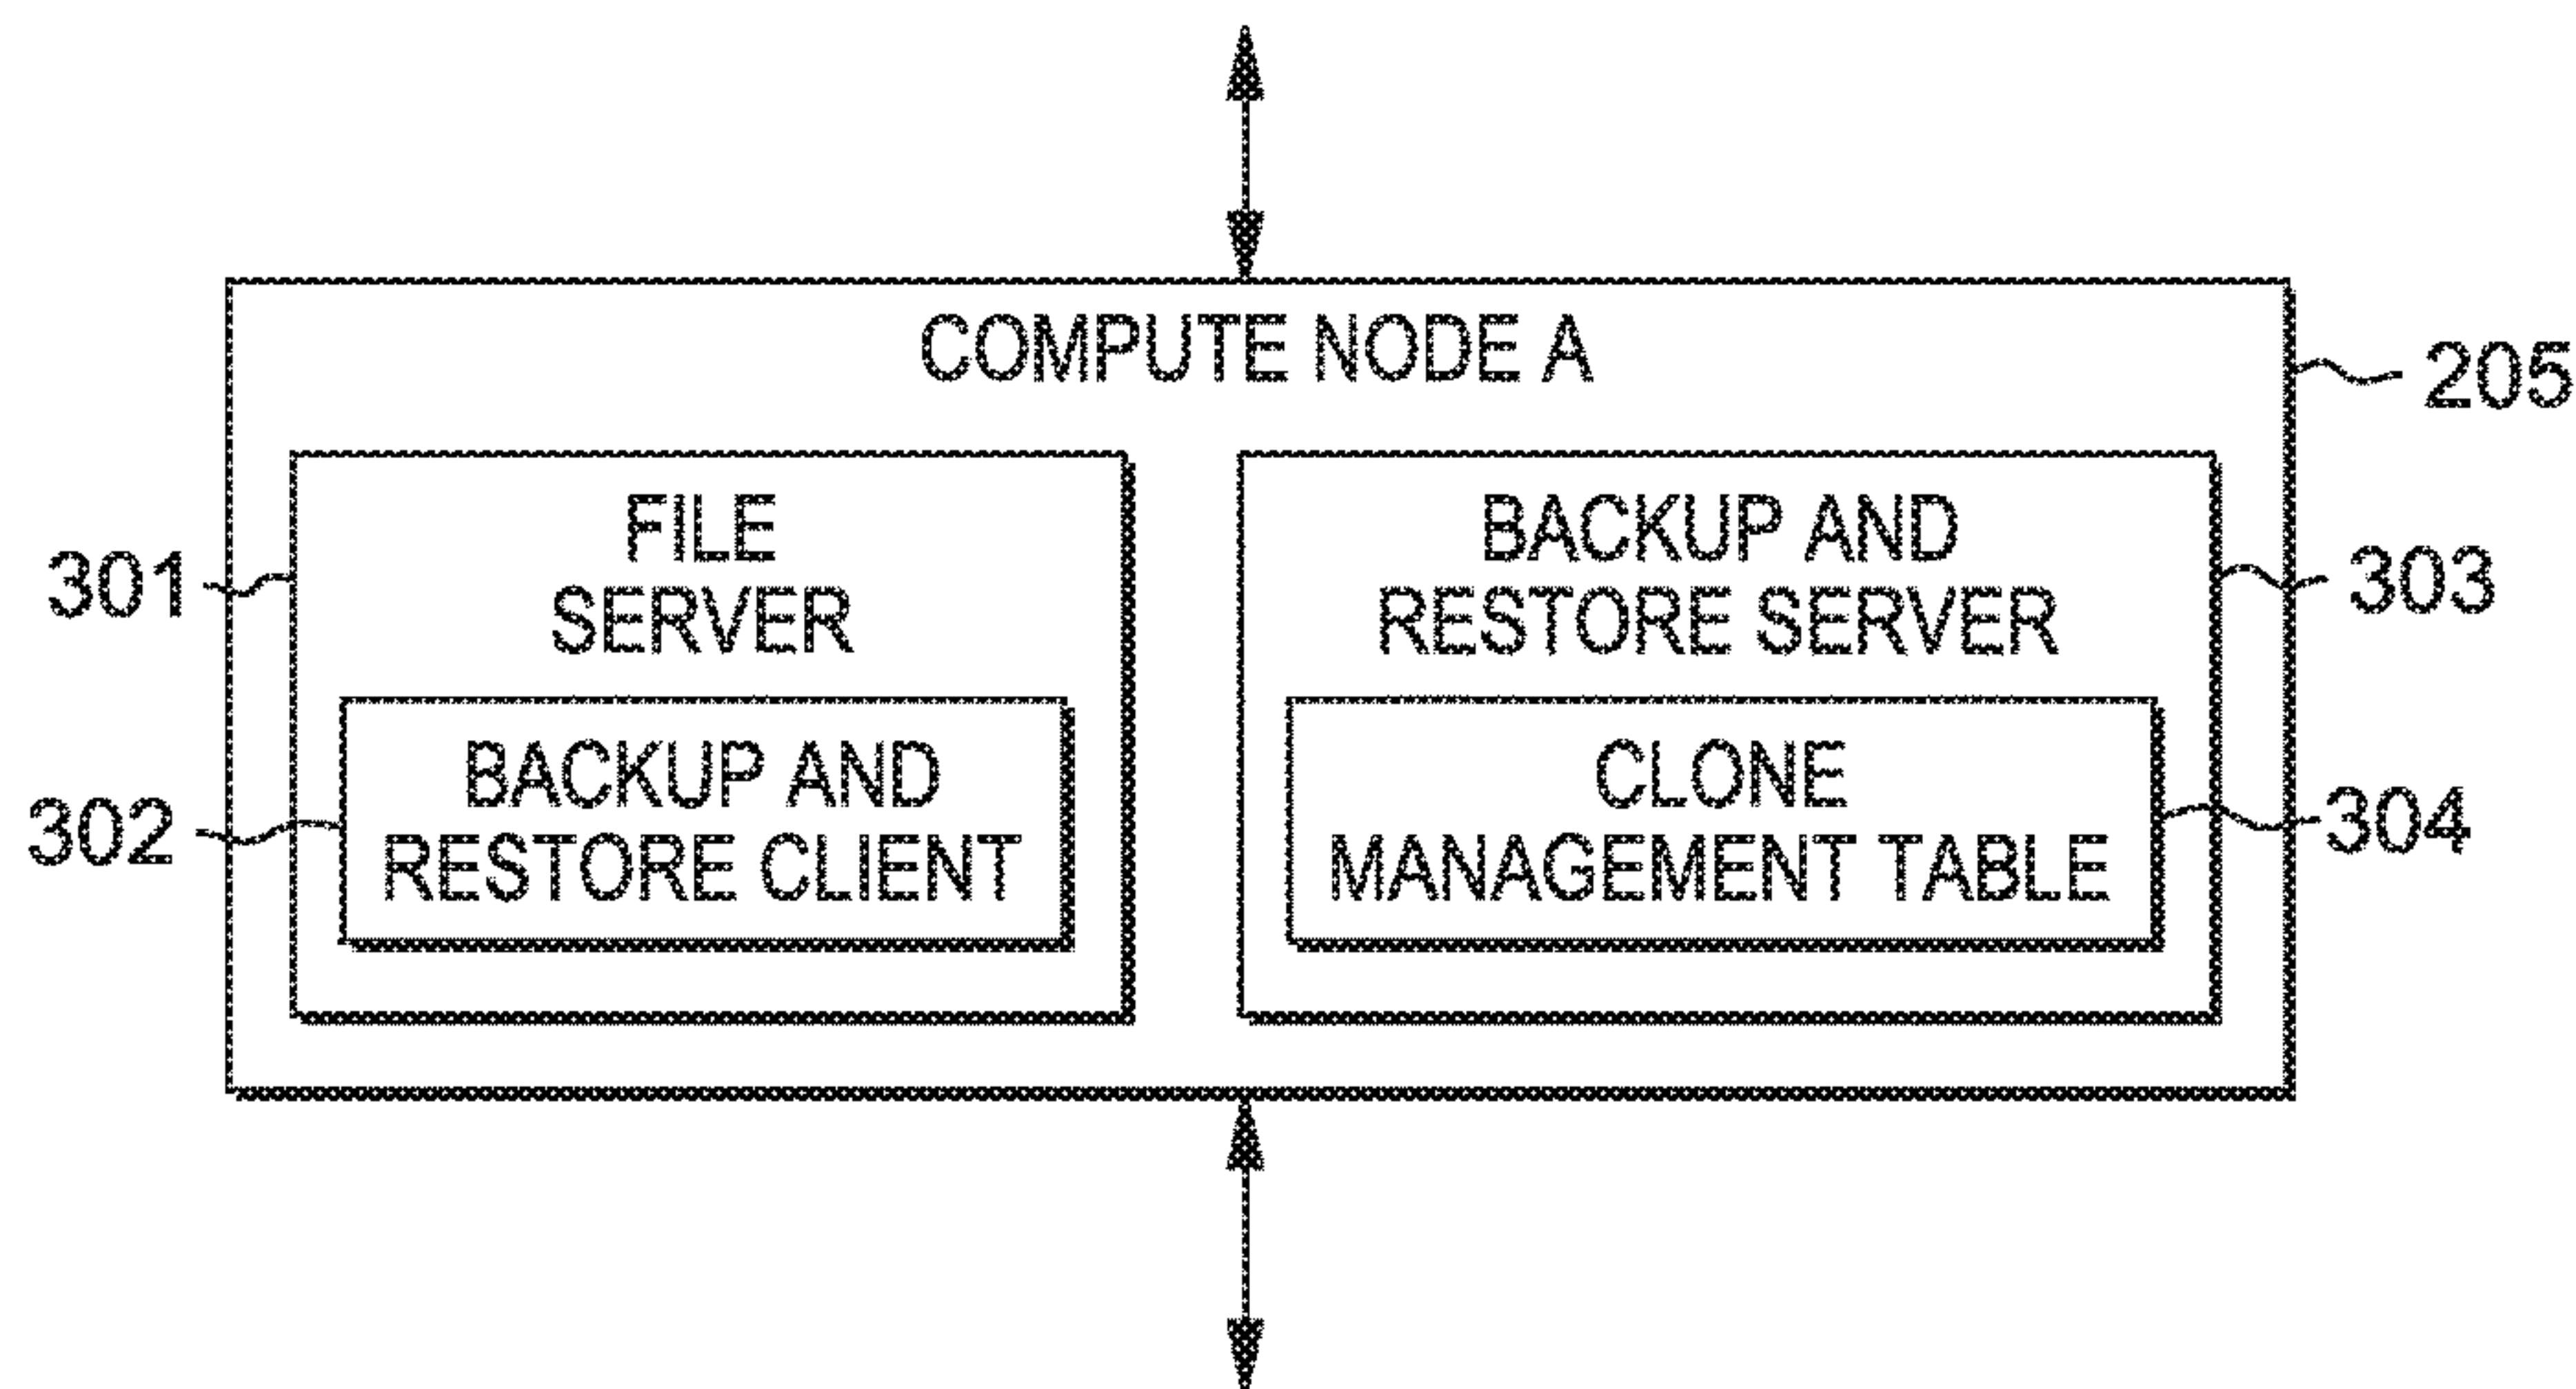 COMPUTE NODE A
205
FILE
SERVER
301
BACKUP AND
RESTORE CLIENT
302
BACKUP AND
RESTORE SERVER
303
CLONE
MANAGEMENT TABLE
304